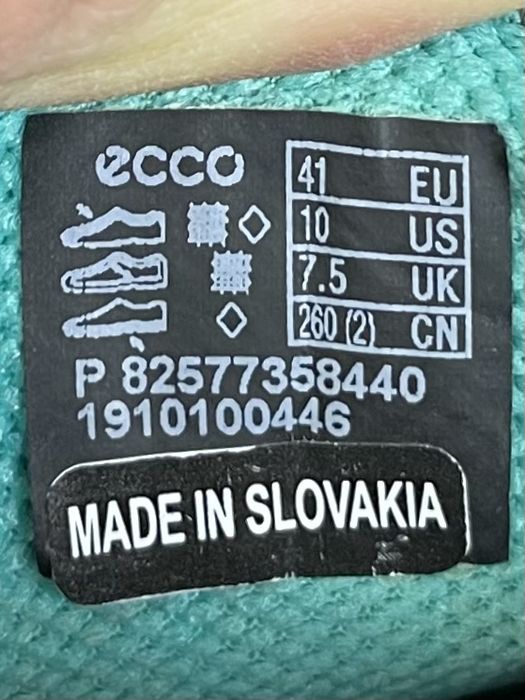 ecco
41 EU
10 US
7.5 UK
260 (2) CN
P 82577358440
1910100446
MADE IN SLOVAKIA